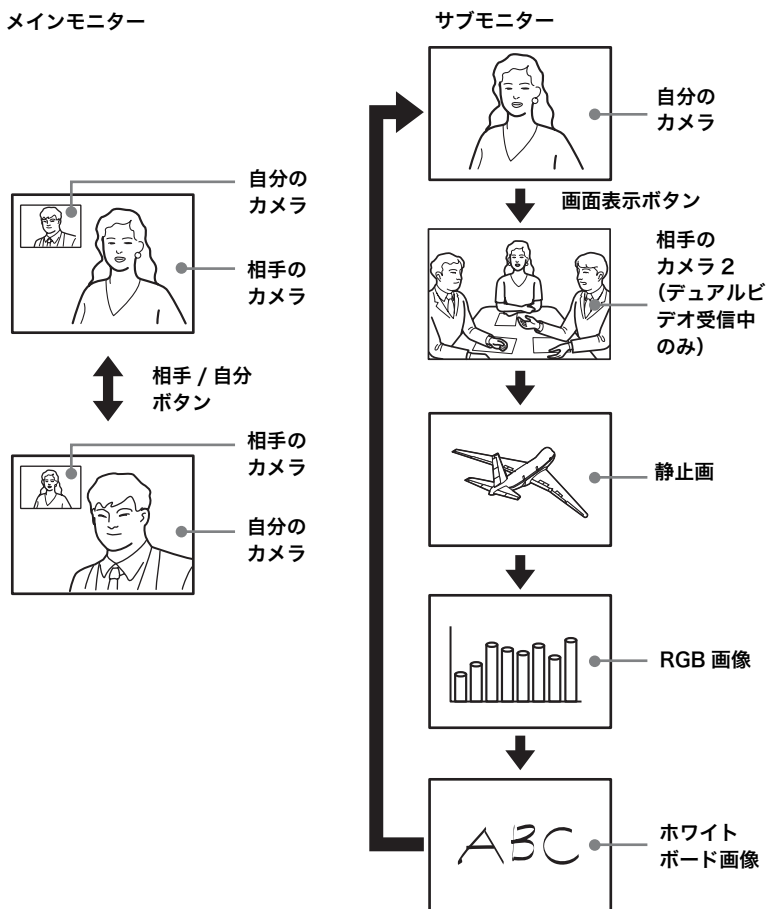 メインモニター
自分の
カメラ
相手の
カメラ
相手 / 自分
ボタン
相手の
カメラ
自分の
カメラ
サブモニター
自分の
カメラ
画面表示ボタン
相手の
カメラ 2
（デュアルビ
デオ受信中
のみ）
静止画
RGB 画像
ABC
ホワイト
ボード画像